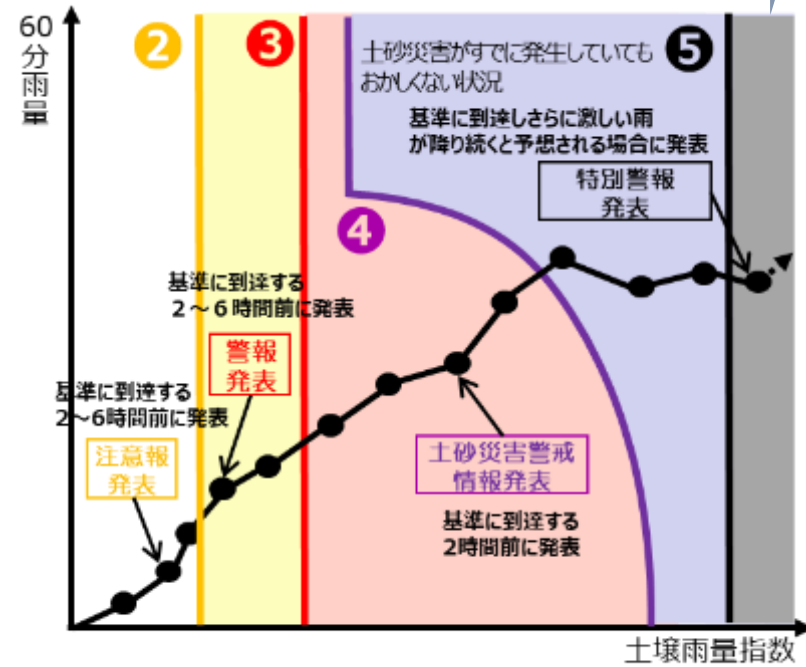 60
分
雨
量
❷
❸
土砂災害がすでに発生していても
おかしくない状況
❺
基準に到達しさらに激しい雨
が降り続くと予想される場合に発表
特別警報
発表
❹
基準に到達する
2～6時間前に発表
警報
発表
基準に到達する
2～6時間前に発表
注意報
発表
土砂災害警戒
情報発表
基準に到達する
2時間前に発表
土壌雨量指数